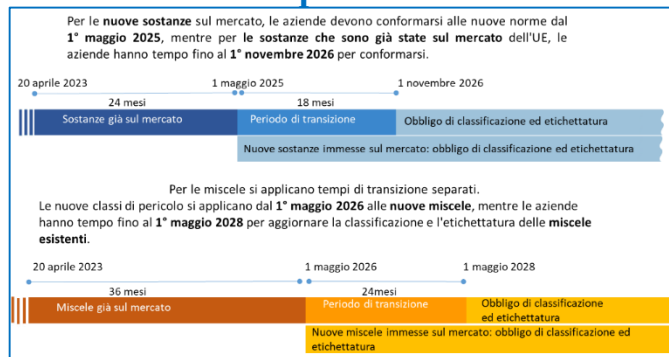 Per le nuove sostanze sul mercato, le aziende devono conformarsi alle nuove norme dal
1° maggio 2025, mentre per le sostanze che sono già state sul mercato dell'UE, le
aziende hanno tempo fino al 1° novembre 2026 per conformarsi.
20 aprile 2023 1 maggio 2025 1 novembre 2026
24 mesi 18 mesi
Sostanze già sul mercato Periodo di transizione Obbligo di classificazione ed etichettatura
Nuove sostanze immesse sul mercato: obbligo di classificazione ed etichettatura
Per le miscele si applicano tempi di transizione separati.
Le nuove classi di pericolo si applicano dal 1° maggio 2026 alle nuove miscele, mentre le aziende
hanno tempo fino al 1° maggio 2028 per aggiornare la classificazione e l'etichettatura delle miscele
esistenti.
20 aprile 2023 1 maggio 2026 1 maggio 2028
36 mesi 24mesi
Miscele già sul mercato Periodo di transizione Obbligo di classificazione
ed etichettatura
Nuove miscele immesse sul mercato: obbligo di classificazione ed
etichettatura